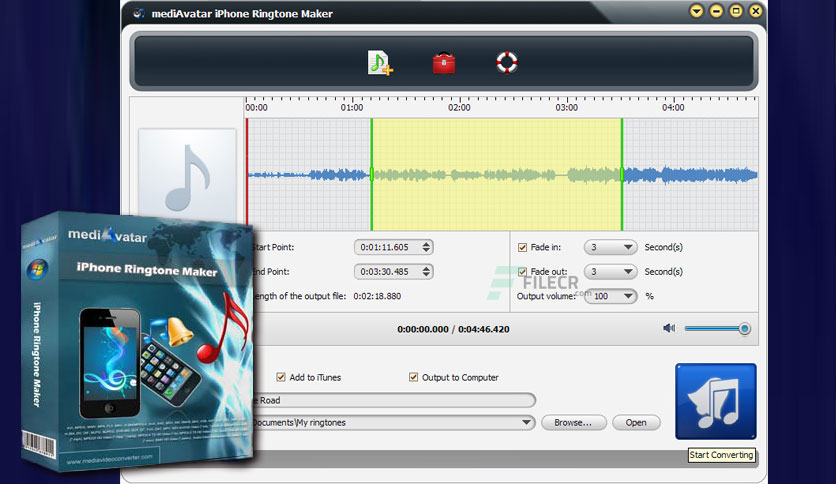 mediAvatar iPhone Ringtone Maker
00:00 01:00 02:00 03:00 04:00
Start Point: 0:01:11.605
End Point: 0:03:30.485
Length of the output file: 0:02:18.880
Fade in: 3 Second(s)
Fade out: 3 Second(s)
Output volume: 100 %
FILECR
.com
0:00:00.000 / 0:04:46.420
Add to iTunes
Output to Computer
e Road
Documents\My ringtones
Browse...
Open
Start Converting
mediAvatar
mediAvatar
iPhone Ringtone Maker
iPhone Ringtone Maker
www.mediavideoconverter.com